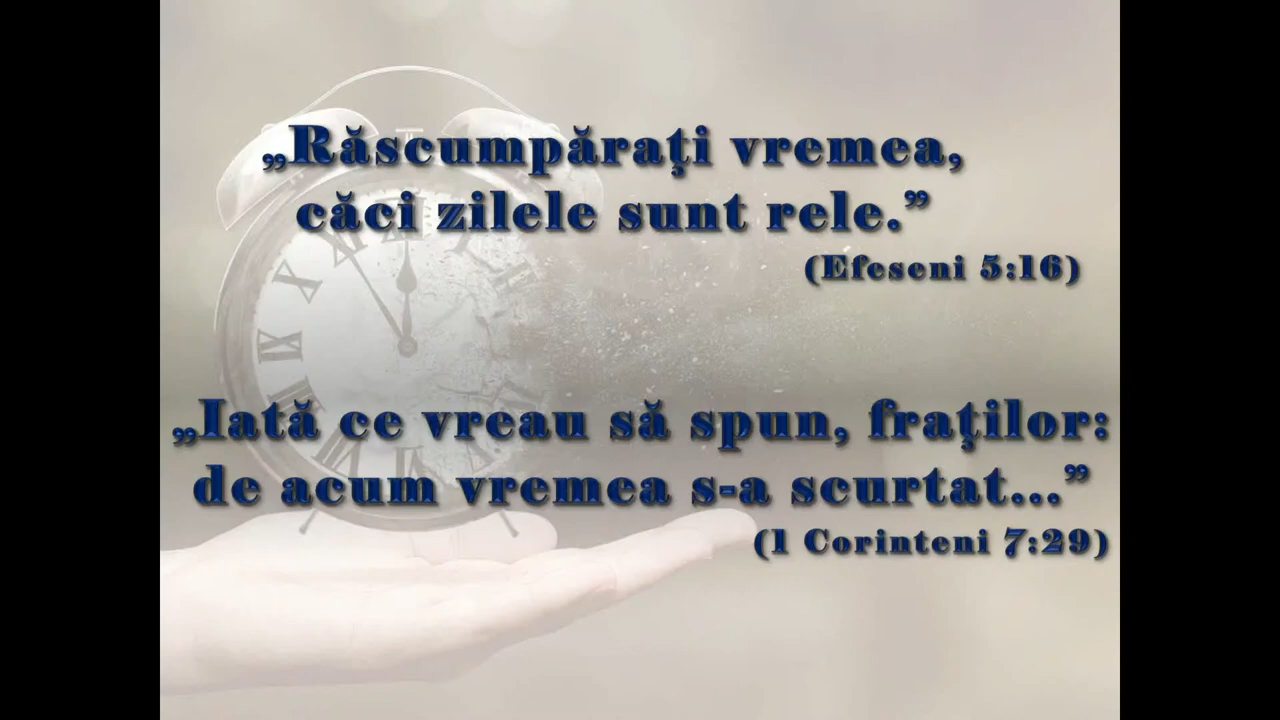 „Răscumpăraţi vremea,
căci zilele sunt rele.”
(Efeseni 5:16)
„Iată ce vreau să spun, fraţilor:
de acum vremea s-a scurtat...”
(1 Corinteni 7:29)